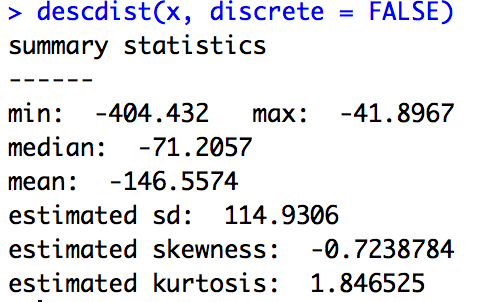 > descdist(x, discrete = FALSE)
summary statistics
------
min:  -404.432   max:  -41.8967
median:  -71.2057
mean:  -146.5574
estimated sd:  114.9306
estimated skewness:  -0.7238784
estimated kurtosis:  1.846525